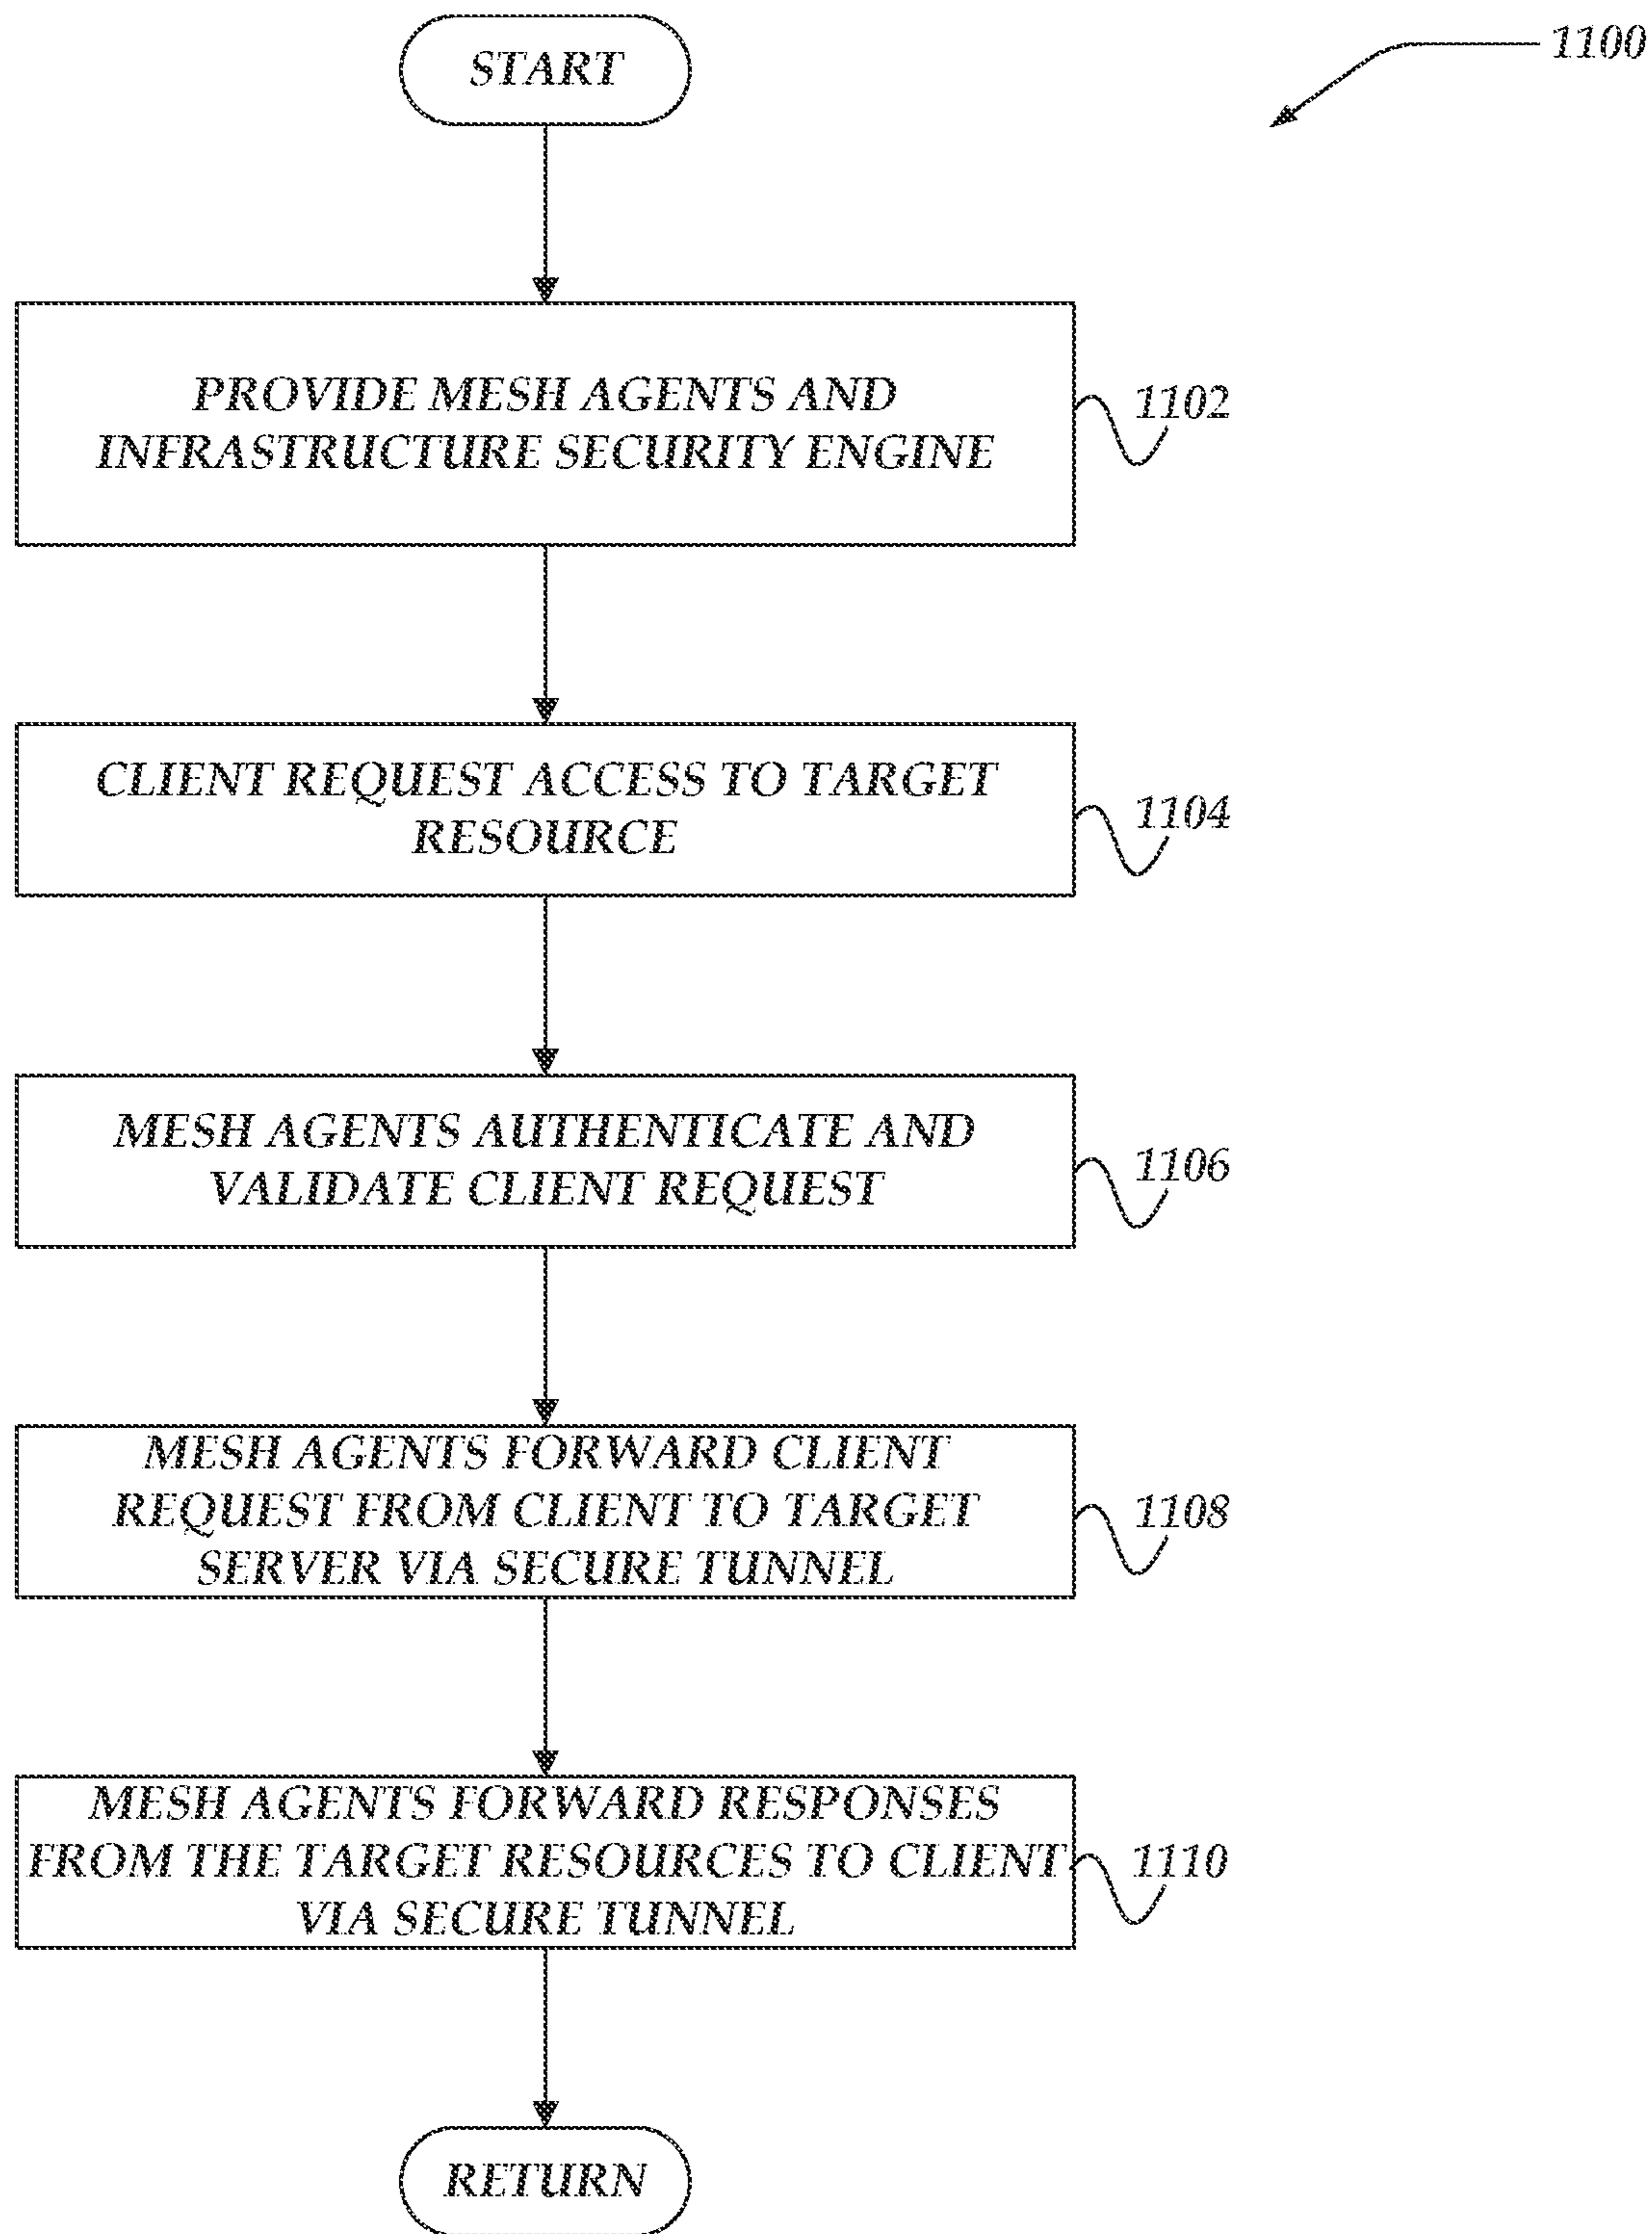 START
1100
PROVIDE MESH AGENTS AND
INFRASTRUCTURE SECURITY ENGINE
1102
CLIENT REQUEST ACCESS TO TARGET
RESOURCE
1104
MESH AGENTS AUTHENTICATE AND
VALIDATE CLIENT REQUEST
1106
MESH AGENTS FORWARD CLIENT
REQUEST FROM CLIENT TO TARGET
SERVER VIA SECURE TUNNEL
1108
MESH AGENTS FORWARD RESPONSES
FROM THE TARGET RESOURCES TO CLIENT
VIA SECURE TUNNEL
1110
RETURN